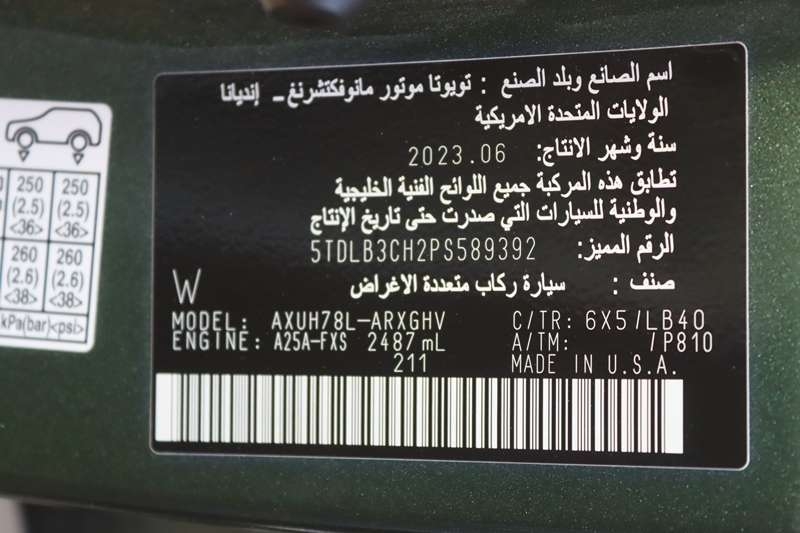 اسم الصانع وبلد الصنع : تويوتا موتور مانوفكتشرنغ - إنديانا
الولايات المتحدة الامريكية
سنة وشهر الانتاج: 2023.06
تطابق هذه المركبة جميع اللوائح الفنية الخليجية
والوطنية للسيارات التي صدرت حتى تاريخ الإنتاج
الرقم المميز: 5TDLB3CH2PS589392
صنف : سيارة ركاب متعددة الاغراض
W
MODEL: AXUH78L-ARXGHV C/TR: 6X5/LB40
ENGINE: A25A-FXS 2487 mL A/TM: /P810
211 MADE IN U.S.A.
250 250
(2.5) (2.5)
<36> <36>
260 260
(2.6) (2.6)
<38> <38>
kPa(bar)<psi>